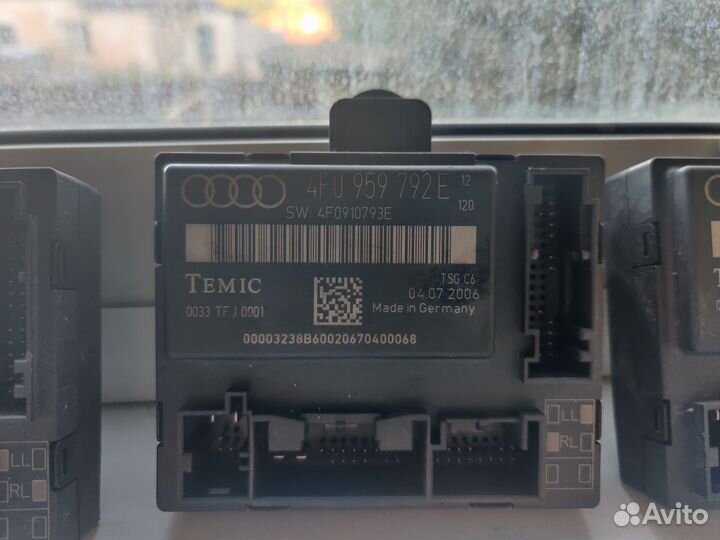 4F0 959 792 E 12
120
SW: 4F0910793E
TEMIC
TSG C6
04.07.2006
0033 TFJ 0001
Made in Germany
00003238B60020670400068
LL
RL
LL
RL
Avito